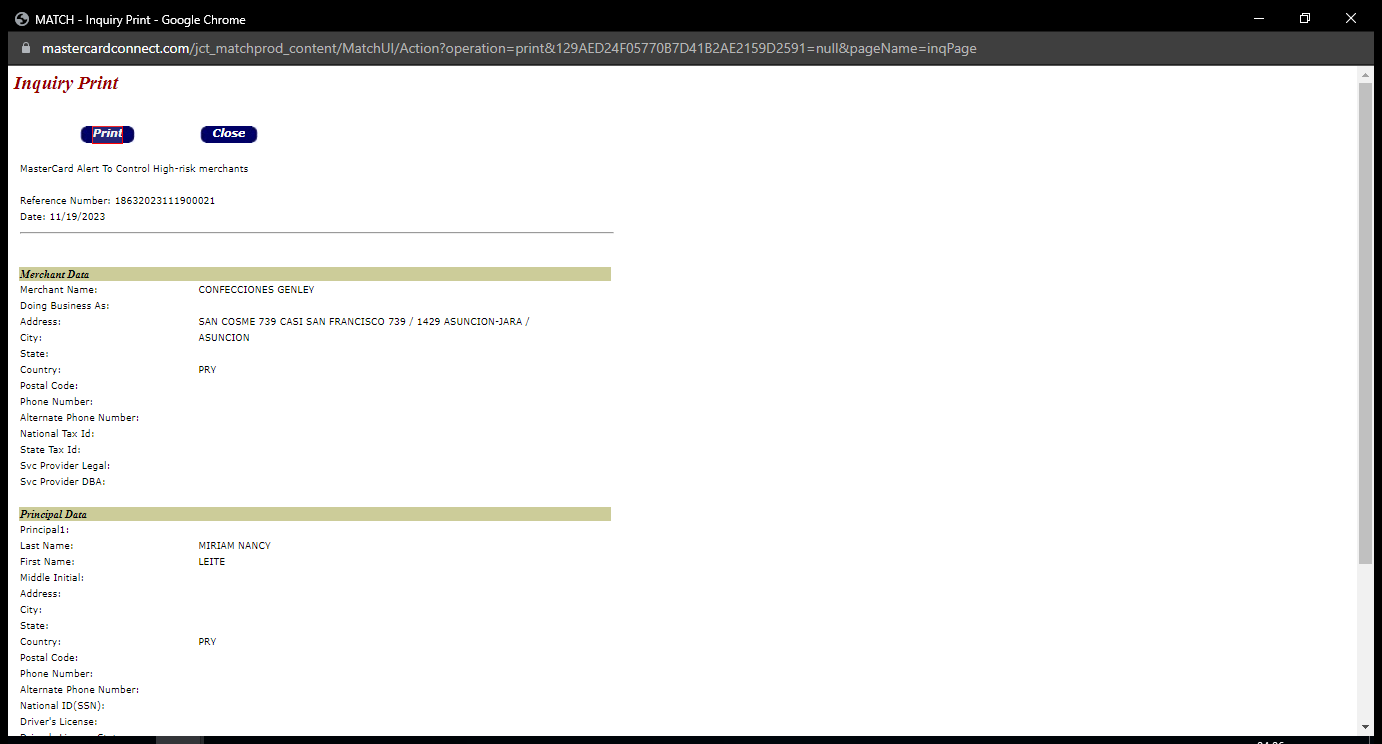 MATCH - Inquiry Print - Google Chrome
mastercardconnect.com/jct_matchprod_content/MatchUI/Action?operation=print&129AED24F05770B7D41B2AE2159D2591=null&pageName=inqPage
Inquiry Print
Print Close
MasterCard Alert To Control High-risk merchants
Reference Number: 18632023111900021
Date: 11/19/2023
Merchant Data
Merchant Name: CONFECCIONES GENLEY
Doing Business As:
Address: SAN COSME 739 CASI SAN FRANCISCO 739 / 1429 ASUNCION-JARA /
City: ASUNCION
State:
Country: PRY
Postal Code:
Phone Number:
Alternate Phone Number:
National Tax Id:
State Tax Id:
Svc Provider Legal:
Svc Provider DBA:
Principal Data
Principal1:
Last Name: MIRIAM NANCY
First Name: LEITE
Middle Initial:
Address:
City:
State:
Country: PRY
Postal Code:
Phone Number:
Alternate Phone Number:
National ID(SSN):
Driver's License: